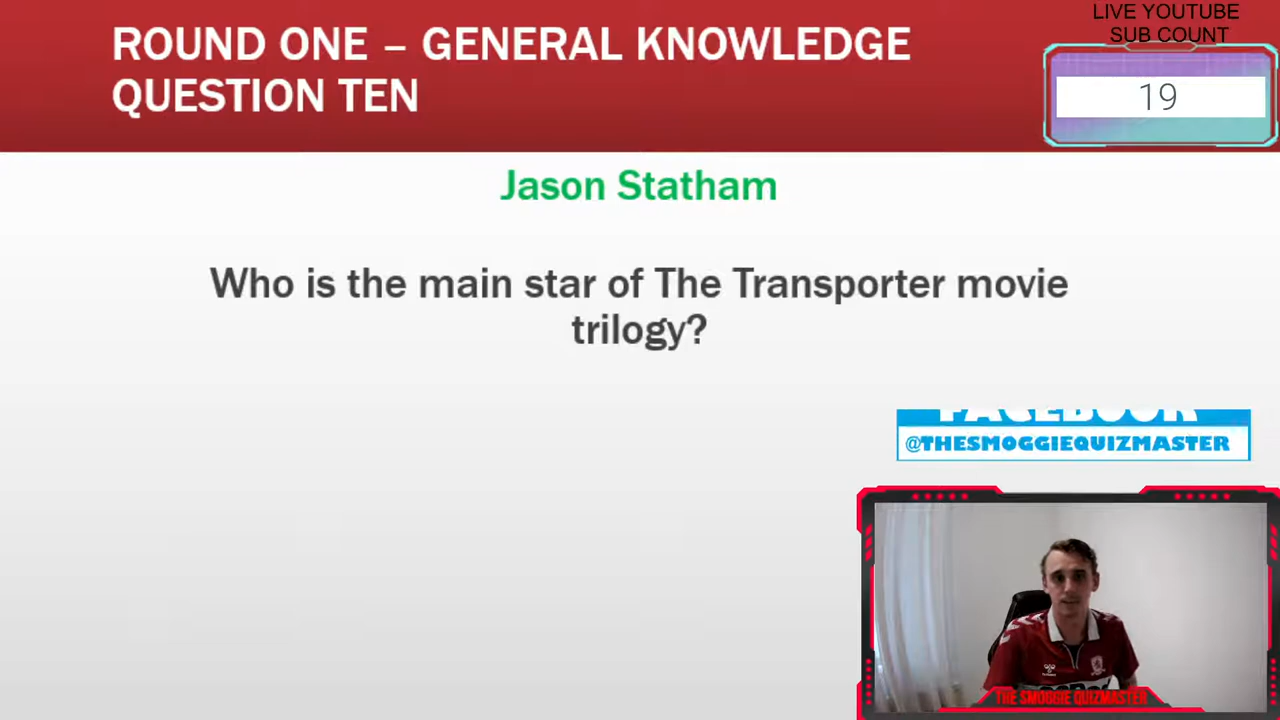 ROUND ONE – GENERAL KNOWLEDGE
QUESTION TEN
LIVE YOUTUBE
SUB COUNT
19
Jason Statham
Who is the main star of The Transporter movie
trilogy?
FACEBOOK
@THESMOGGIEQUIZMASTER
THE SMOGGIE QUIZMASTER